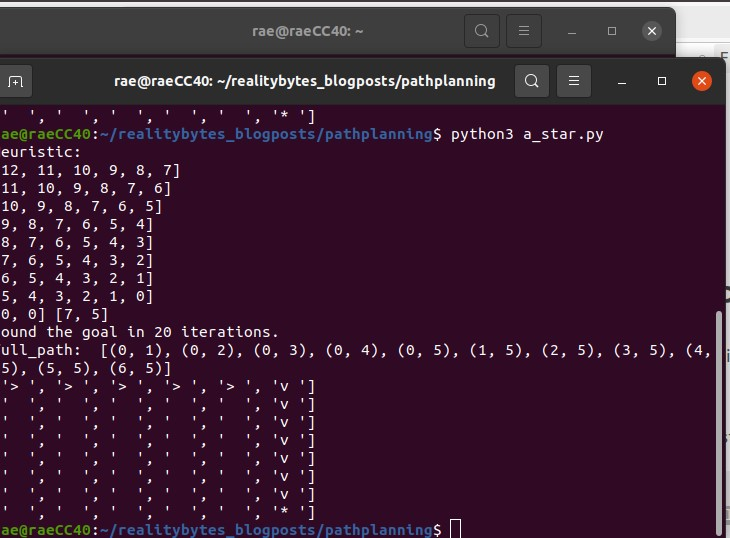 rae@raeCC40: ~
rae@raeCC40: ~/realitybytes_blogposts/pathplanning
' ', ' ', ' ', ' ', ' ', '* ']
ae@raeCC40:~/realitybytes_blogposts/pathplanning$ python3 a_star.py
euristic:
12, 11, 10, 9, 8, 7]
11, 10, 9, 8, 7, 6]
10, 9, 8, 7, 6, 5]
9, 8, 7, 6, 5, 4]
8, 7, 6, 5, 4, 3]
7, 6, 5, 4, 3, 2]
6, 5, 4, 3, 2, 1]
5, 4, 3, 2, 1, 0]
0, 0] [7, 5]
ound the goal in 20 iterations.
ull_path:  [(0, 1), (0, 2), (0, 3), (0, 4), (0, 5), (1, 5), (2, 5), (3, 5), (4,
5), (5, 5), (6, 5)]
'> ', '> ', '> ', '> ', '> ', 'v ']
'  ', '  ', '  ', '  ', '  ', 'v ']
'  ', '  ', '  ', '  ', '  ', 'v ']
'  ', '  ', '  ', '  ', '  ', 'v ']
'  ', '  ', '  ', '  ', '  ', 'v ']
'  ', '  ', '  ', '  ', '  ', 'v ']
'  ', '  ', '  ', '  ', '  ', 'v ']
'  ', '  ', '  ', '  ', '  ', '* ']
ae@raeCC40:~/realitybytes_blogposts/pathplanning$